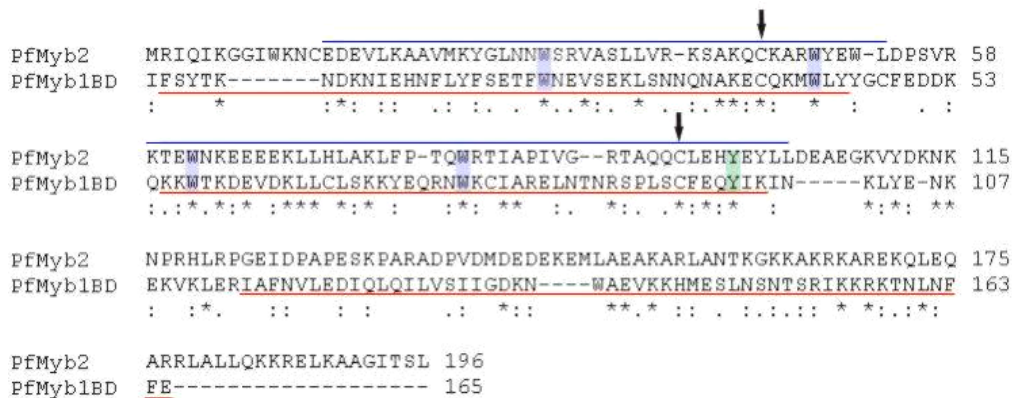 PfMyb2 MRIQIKGGIWKNCEDEVLKAAVMKYGLNNWSRVASLLVR-KSAKQCKARWYEW-LDPSVR 58
PfMyb1BD IFSYTK-------NDKNIEHNFLYFSETFWNEVSEKLSNNQNAKECQKMWLYYGCFEDDK 53
: * :*: : .: :. . : *..*: * :.**:*: * : . :
PfMyb2 KTEWNKEEEEKLLHLAKLFP-TQWRTIAPIVG--RTAQQCLEHYEYLLDEAEGKVYDKNK 115
PfMyb1BD QKKWTKDEVDKLLCLSKKYEQRNWKCIARELNTNRSPLSCFEQYIKIN-----KLYE-NK 107
:.:*.*:* :*** *:* : :*: ** :. *:. *:*:* : *:*: **
PfMyb2 NPRHLRPGEIDPAPESKPARADPVDMDEDEKEMLAEAKARLANTKGKKAKRKAREKQLEQ 175
PfMyb1BD EKVKLERIAFNVLEDIQLQILVSIIGDKN----WAEVKKHMESLNSNTSRIKKRKTNLNF 163
: :*. :: : : .: *:: **.* :: . :.:.:: *:.:*:
PfMyb2 ARRLALLQKKRELKAAGITSL 196
PfMyb1BD FE------------------- 165